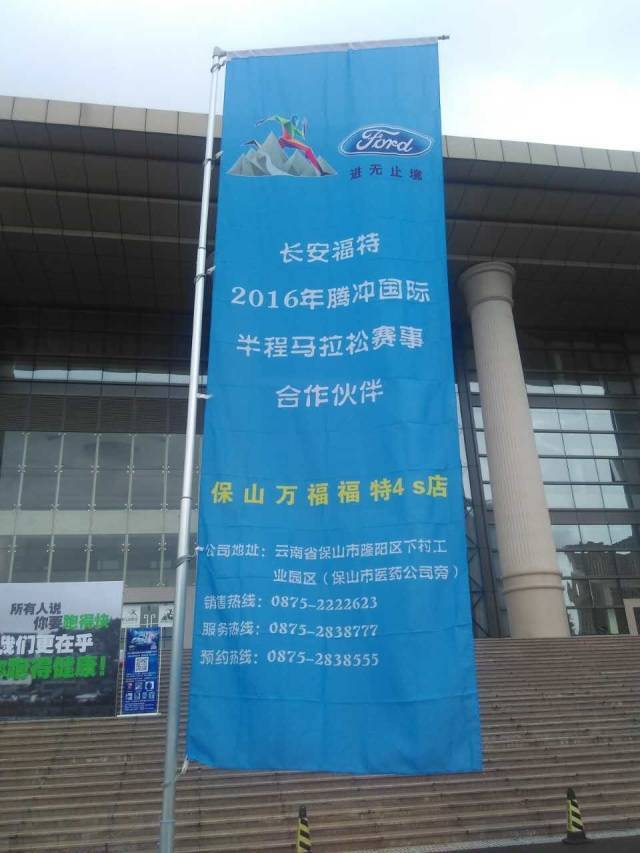 Ford
进无止境
长安福特
2016年腾冲国际
半程马拉松赛事
合作伙伴
保山万福福特4s店
公司地址：云南省保山市隆阳区下村工
业园区（保山市医药公司旁）
销售热线：0875-2222623
服务热线：0875-2838777
预约热线：0875-2838555
所有人说
你要跑得快
我们更在乎
跑得健康！